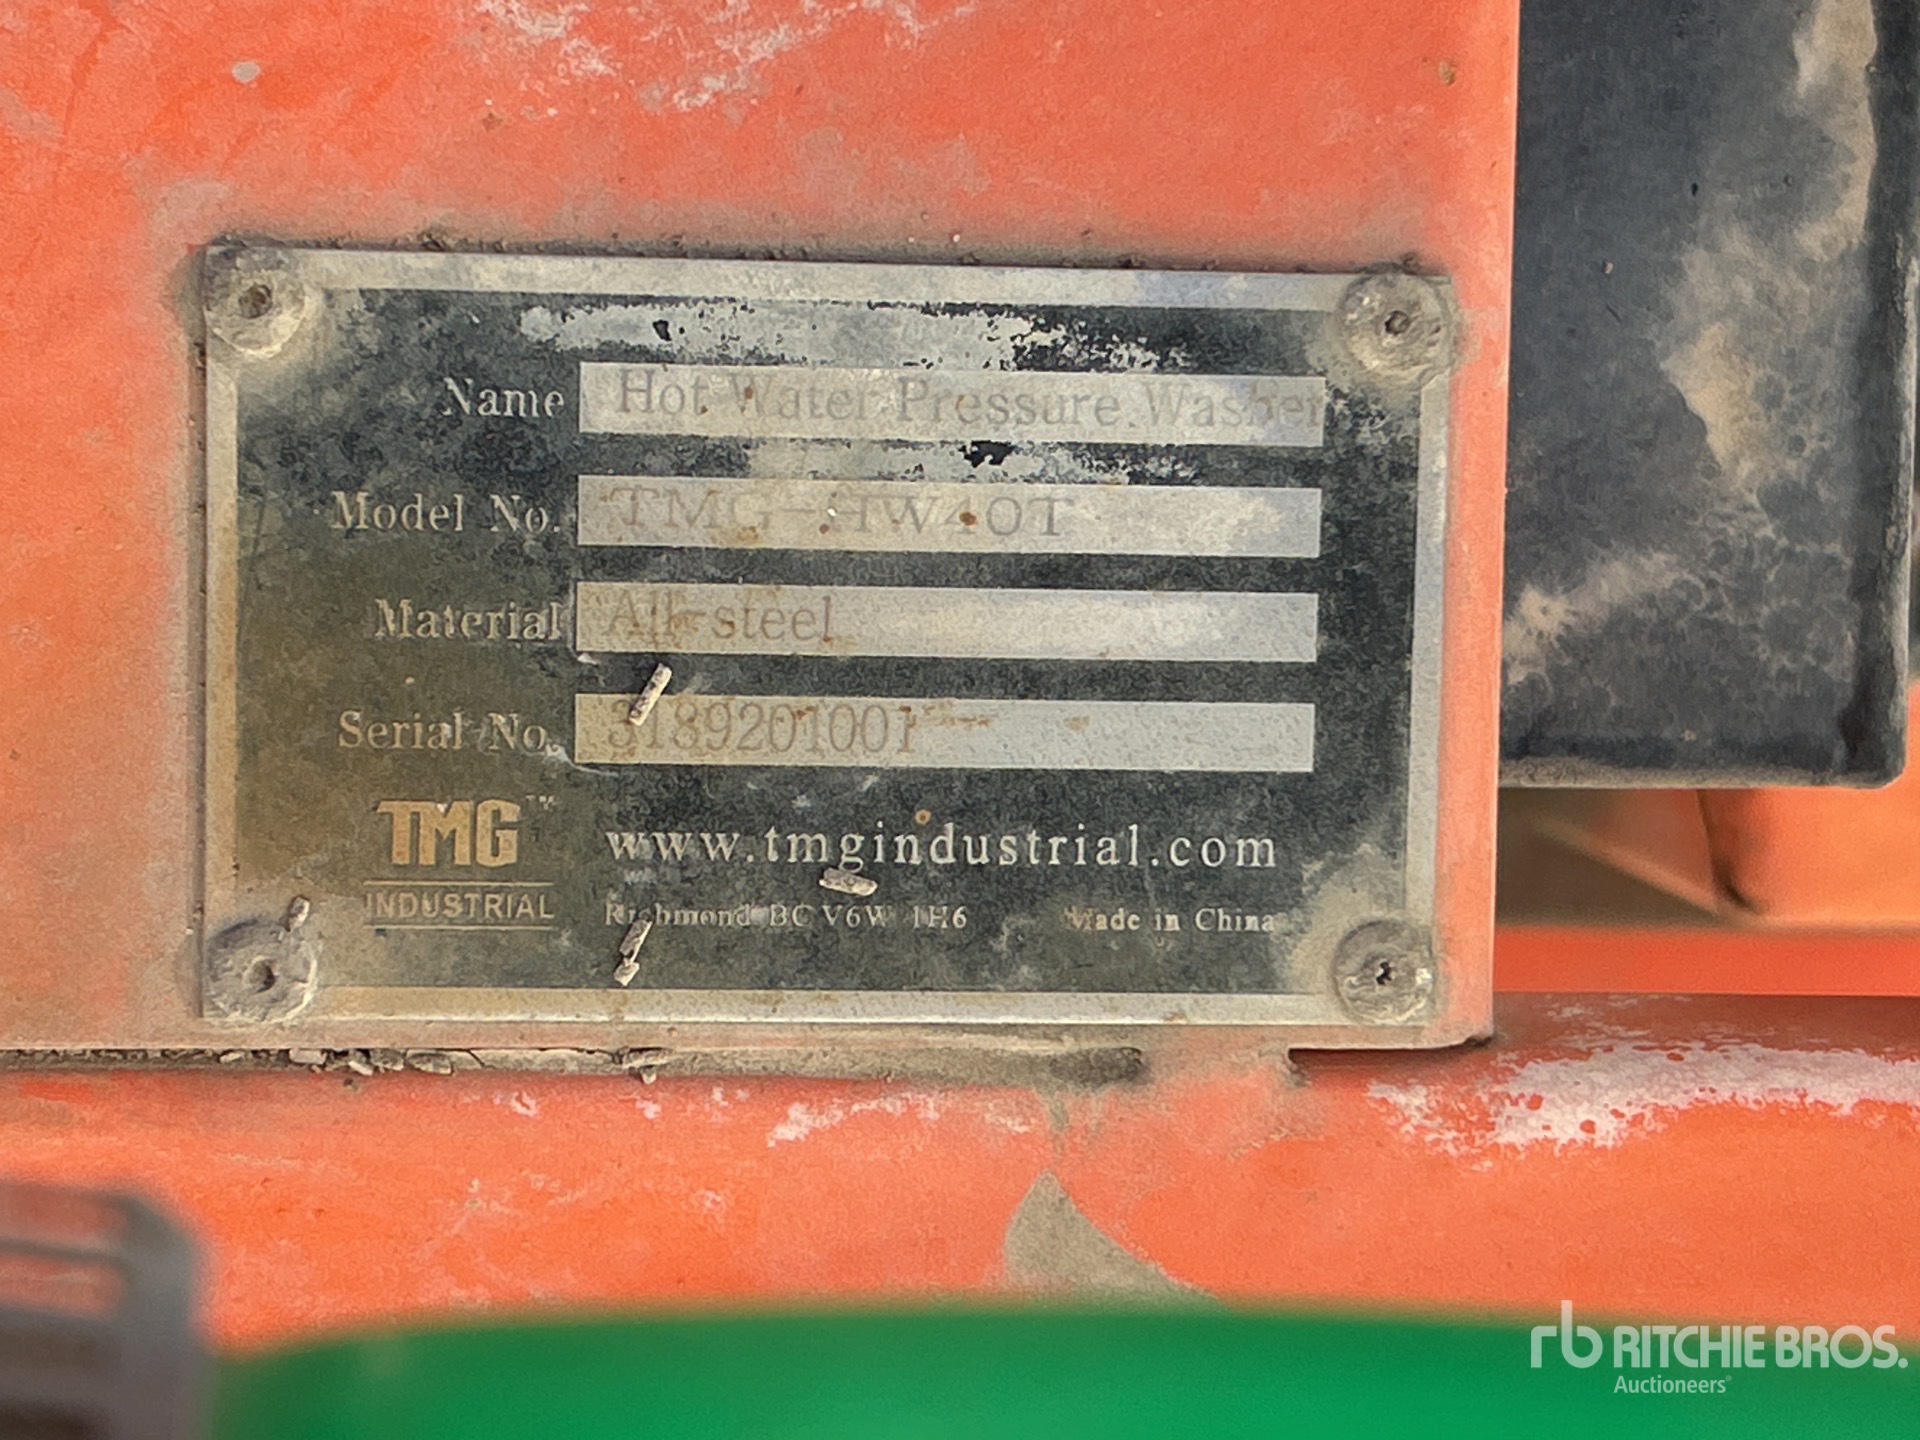 Name Hot Water Pressure Washer
Model No. TMG-HW40T
Material All-steel
Serial No. 3189201001
TMG™
INDUSTRIAL
www.tmgindustrial.com
Richmond BC V6W 1H6 Made in China
rb RITCHIE BROS.
Auctioneers®